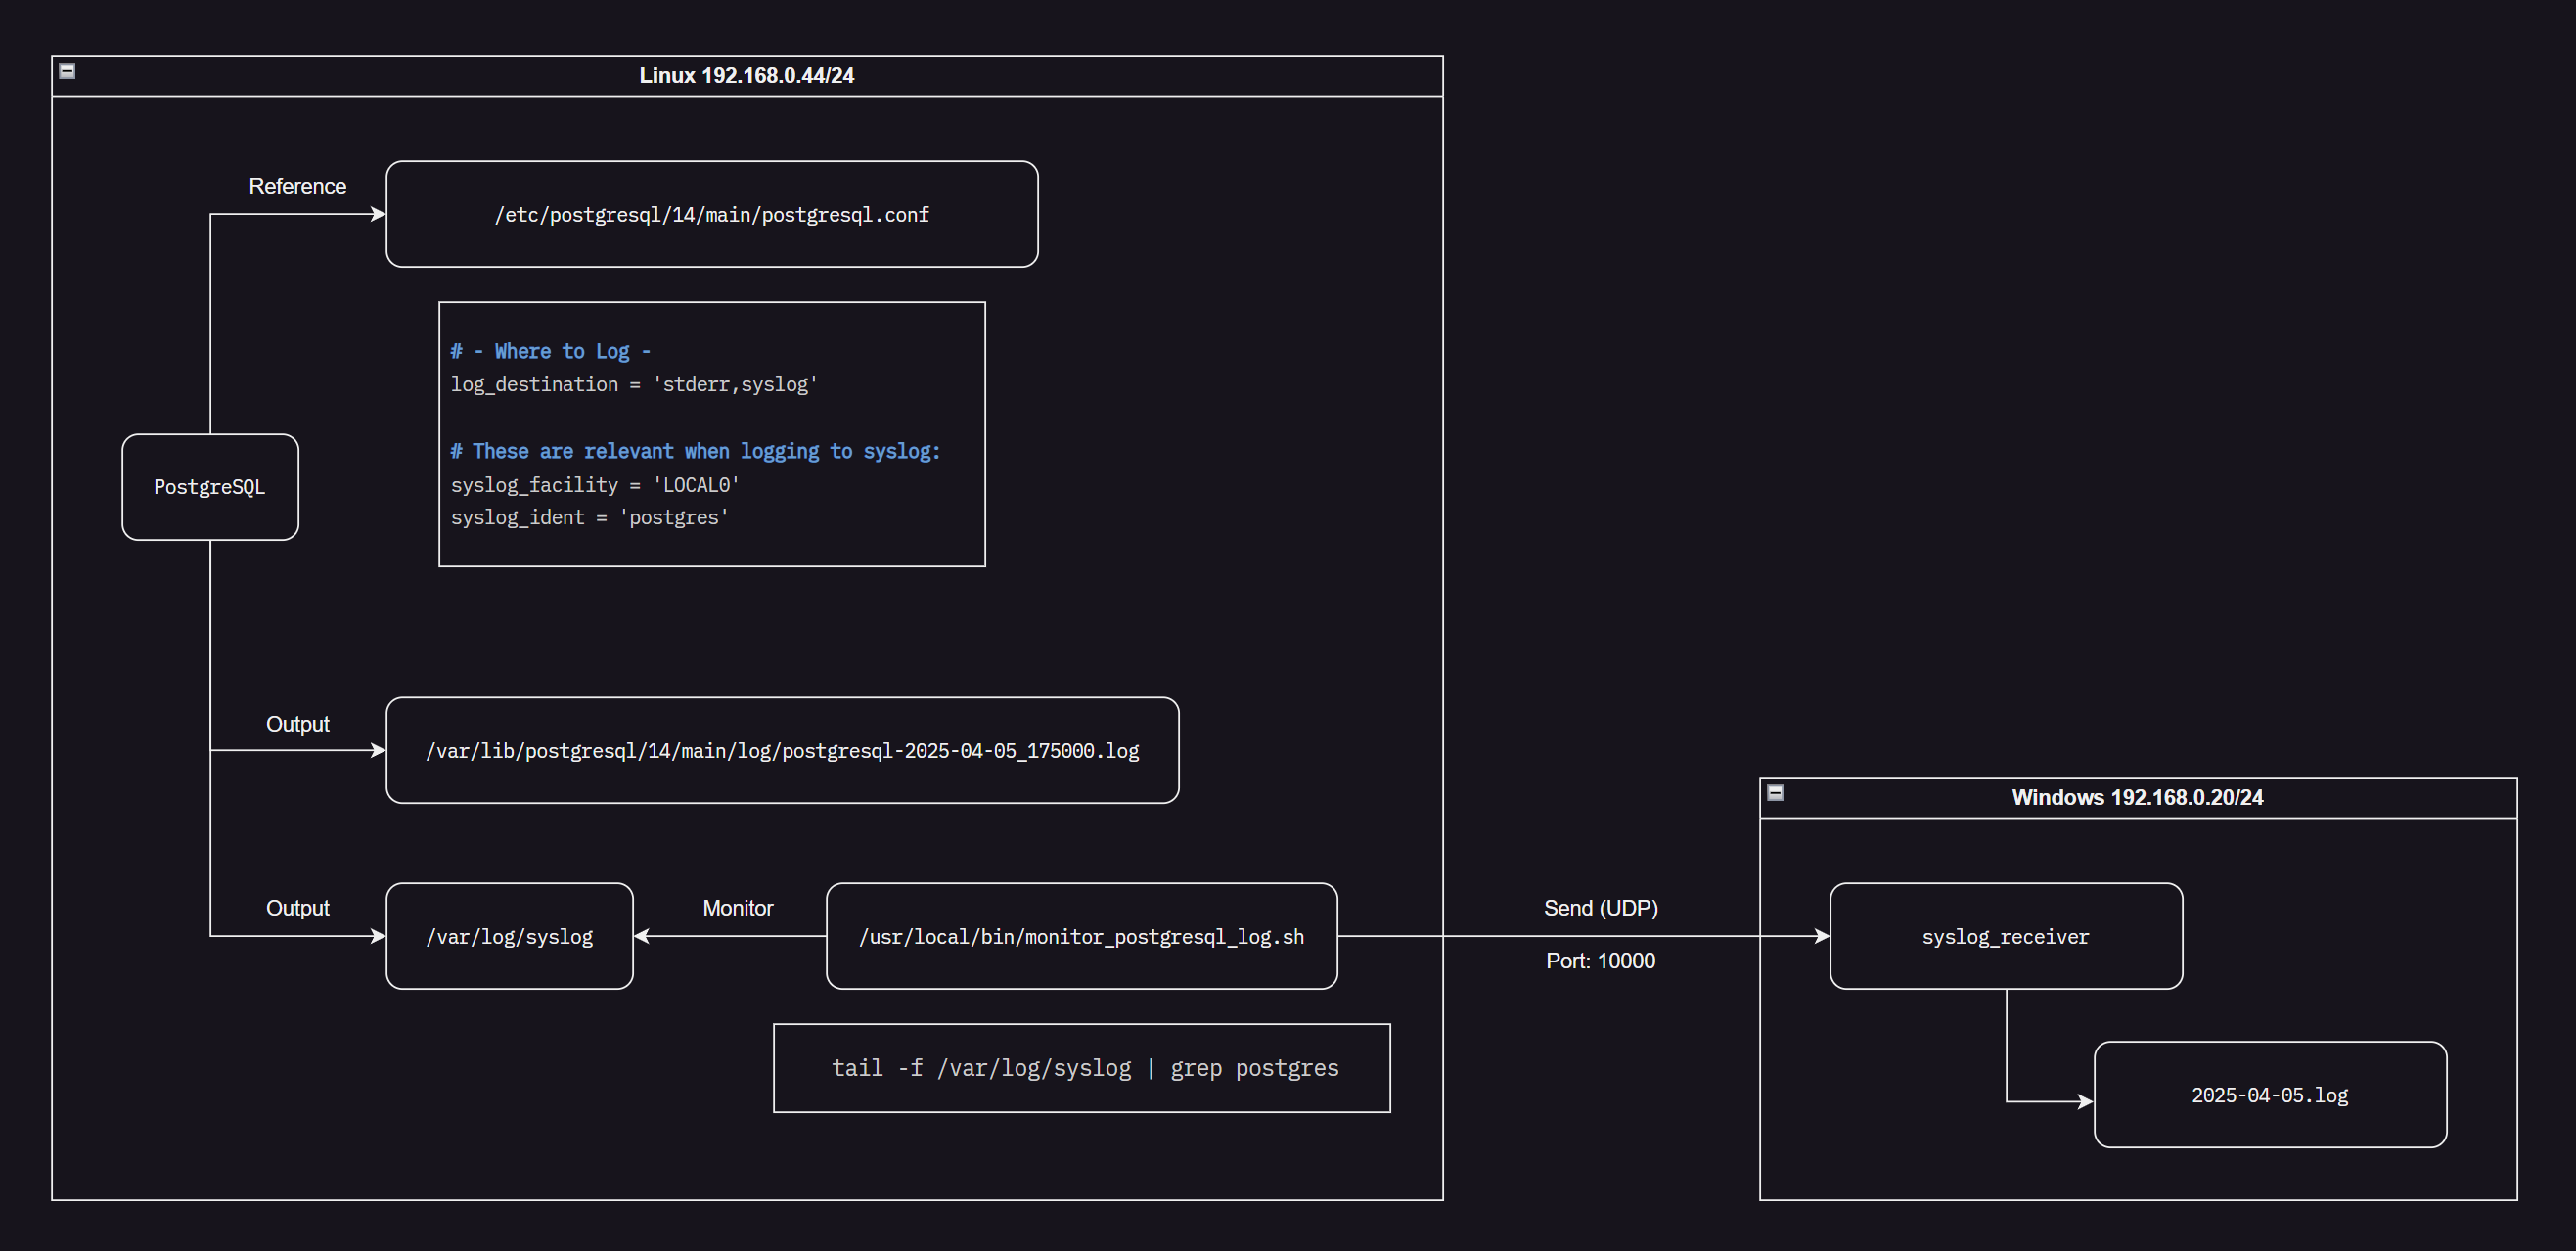 Linux 192.168.0.44/24
Reference
/etc/postgresql/14/main/postgresql.conf
# - Where to Log -
log_destination = 'stderr,syslog'
# These are relevant when logging to syslog:
syslog_facility = 'LOCAL0'
syslog_ident = 'postgres'
PostgreSQL
Output
/var/lib/postgresql/14/main/log/postgresql-2025-04-05_175000.log
Output
/var/log/syslog
Monitor
/usr/local/bin/monitor_postgresql_log.sh
tail -f /var/log/syslog | grep postgres
Send (UDP)
Port: 10000
Windows 192.168.0.20/24
syslog_receiver
2025-04-05.log